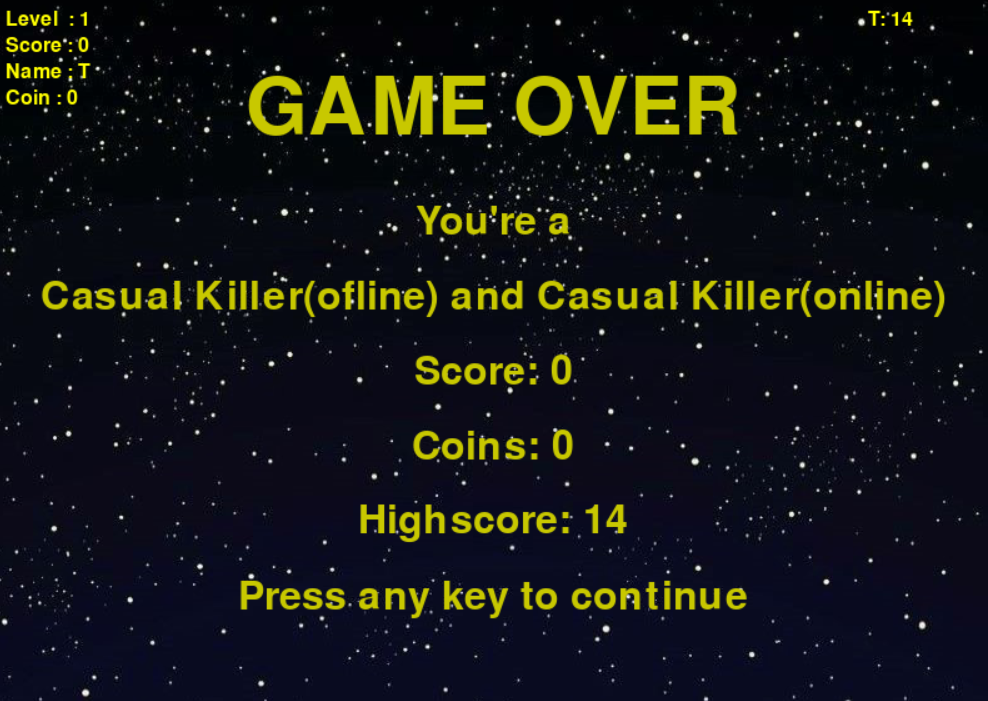 Level : 1
Score : 0
Name : T
Coin : 0
T: 14
GAME OVER
You're a
Casual Killer(ofline) and Casual Killer(online)
Score: 0
Coins: 0
Highscore: 14
Press any key to continue